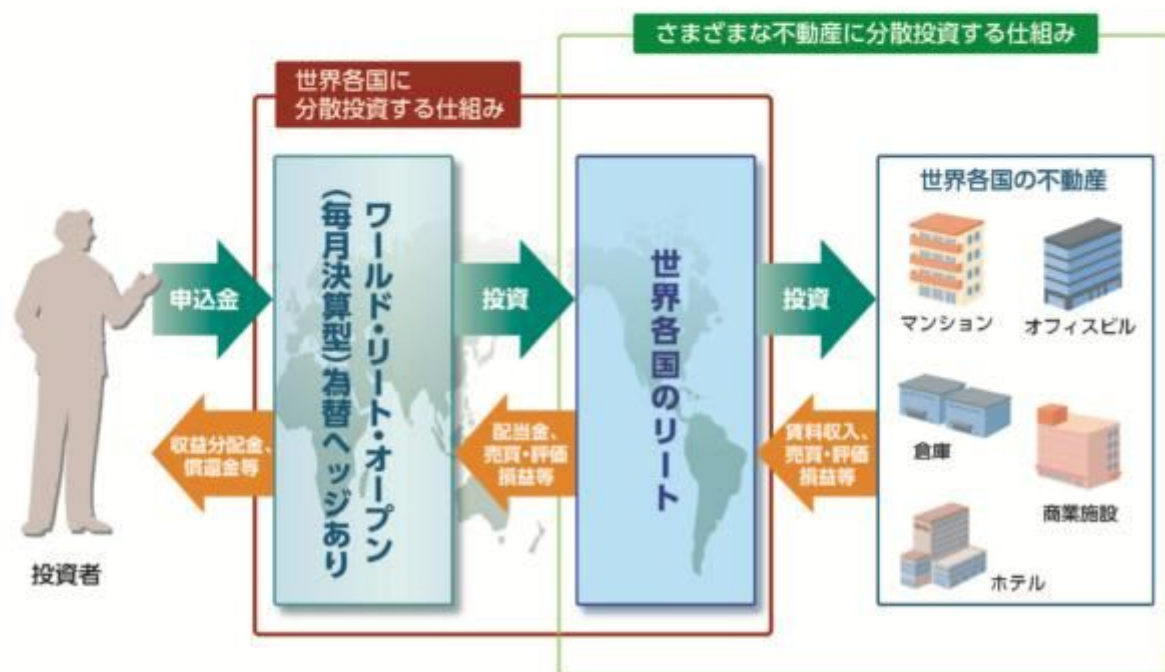 さまざまな不動産に分散投資する仕組み
世界各国に
分散投資する仕組み
投資者
申込金
収益分配金、
償還金等
ワールド・リート・オープン
(毎月決算型)為替ヘッジあり
投資
配当金、
売買・評価
損益等
世界各国のリート
投資
賃料収入、
売買・評価
損益等
世界各国の不動産
マンション
オフィスビル
倉庫
商業施設
ホテル